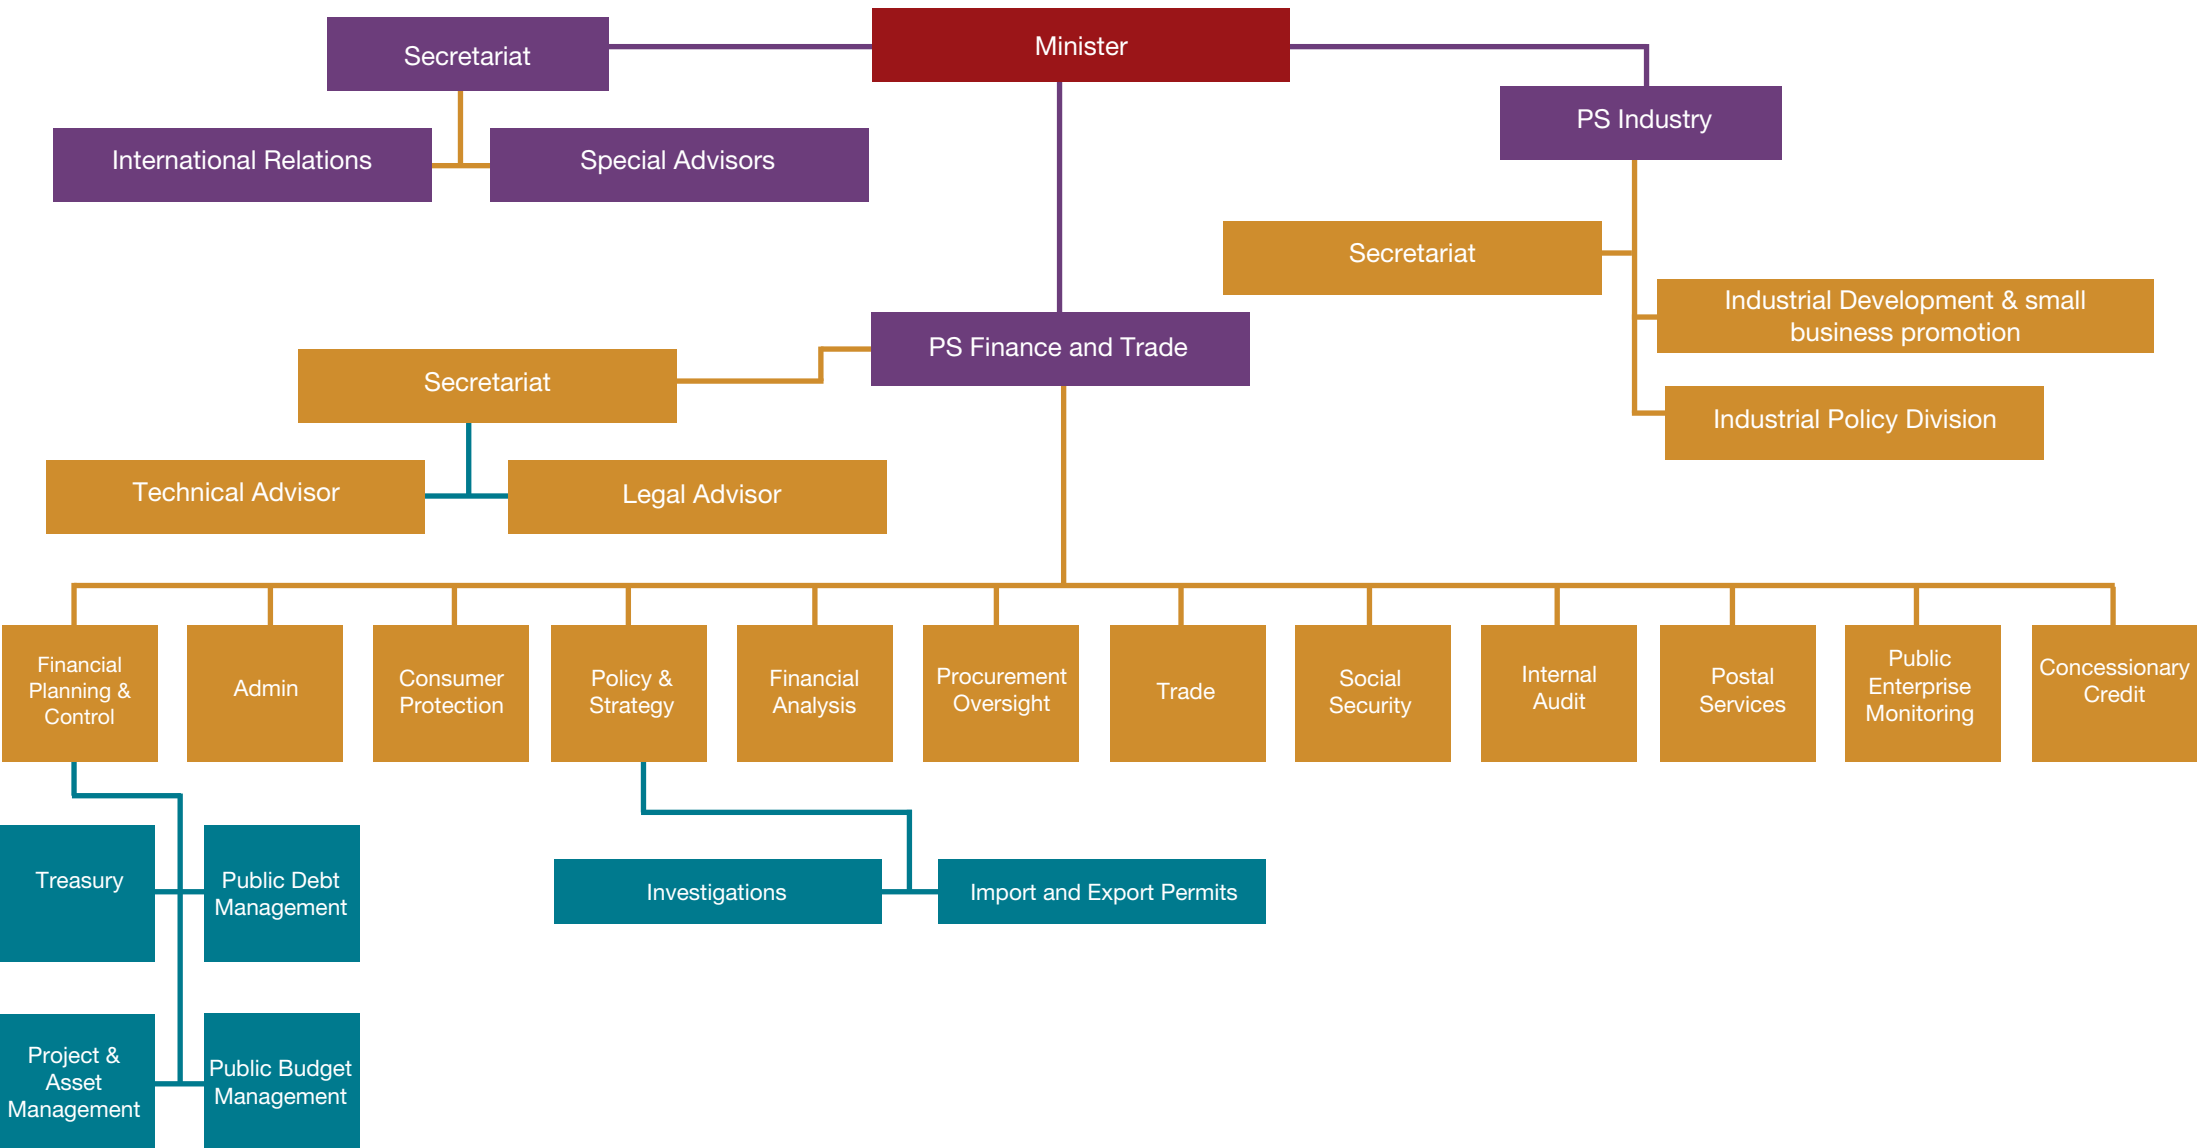 Minister
Secretariat
International Relations
Special Advisors
PS Industry
Secretariat
Industrial Development & small
business promotion
Industrial Policy Division
PS Finance and Trade
Secretariat
Technical Advisor
Legal Advisor
Financial
Planning &
Control
Admin
Consumer
Protection
Policy &
Strategy
Financial
Analysis
Procurement
Oversight
Trade
Social
Security
Internal
Audit
Postal
Services
Public
Enterprise
Monitoring
Concessionary
Credit
Treasury
Public Debt
Management
Investigations
Import and Export Permits
Project &
Asset
Management
Public Budget
Management